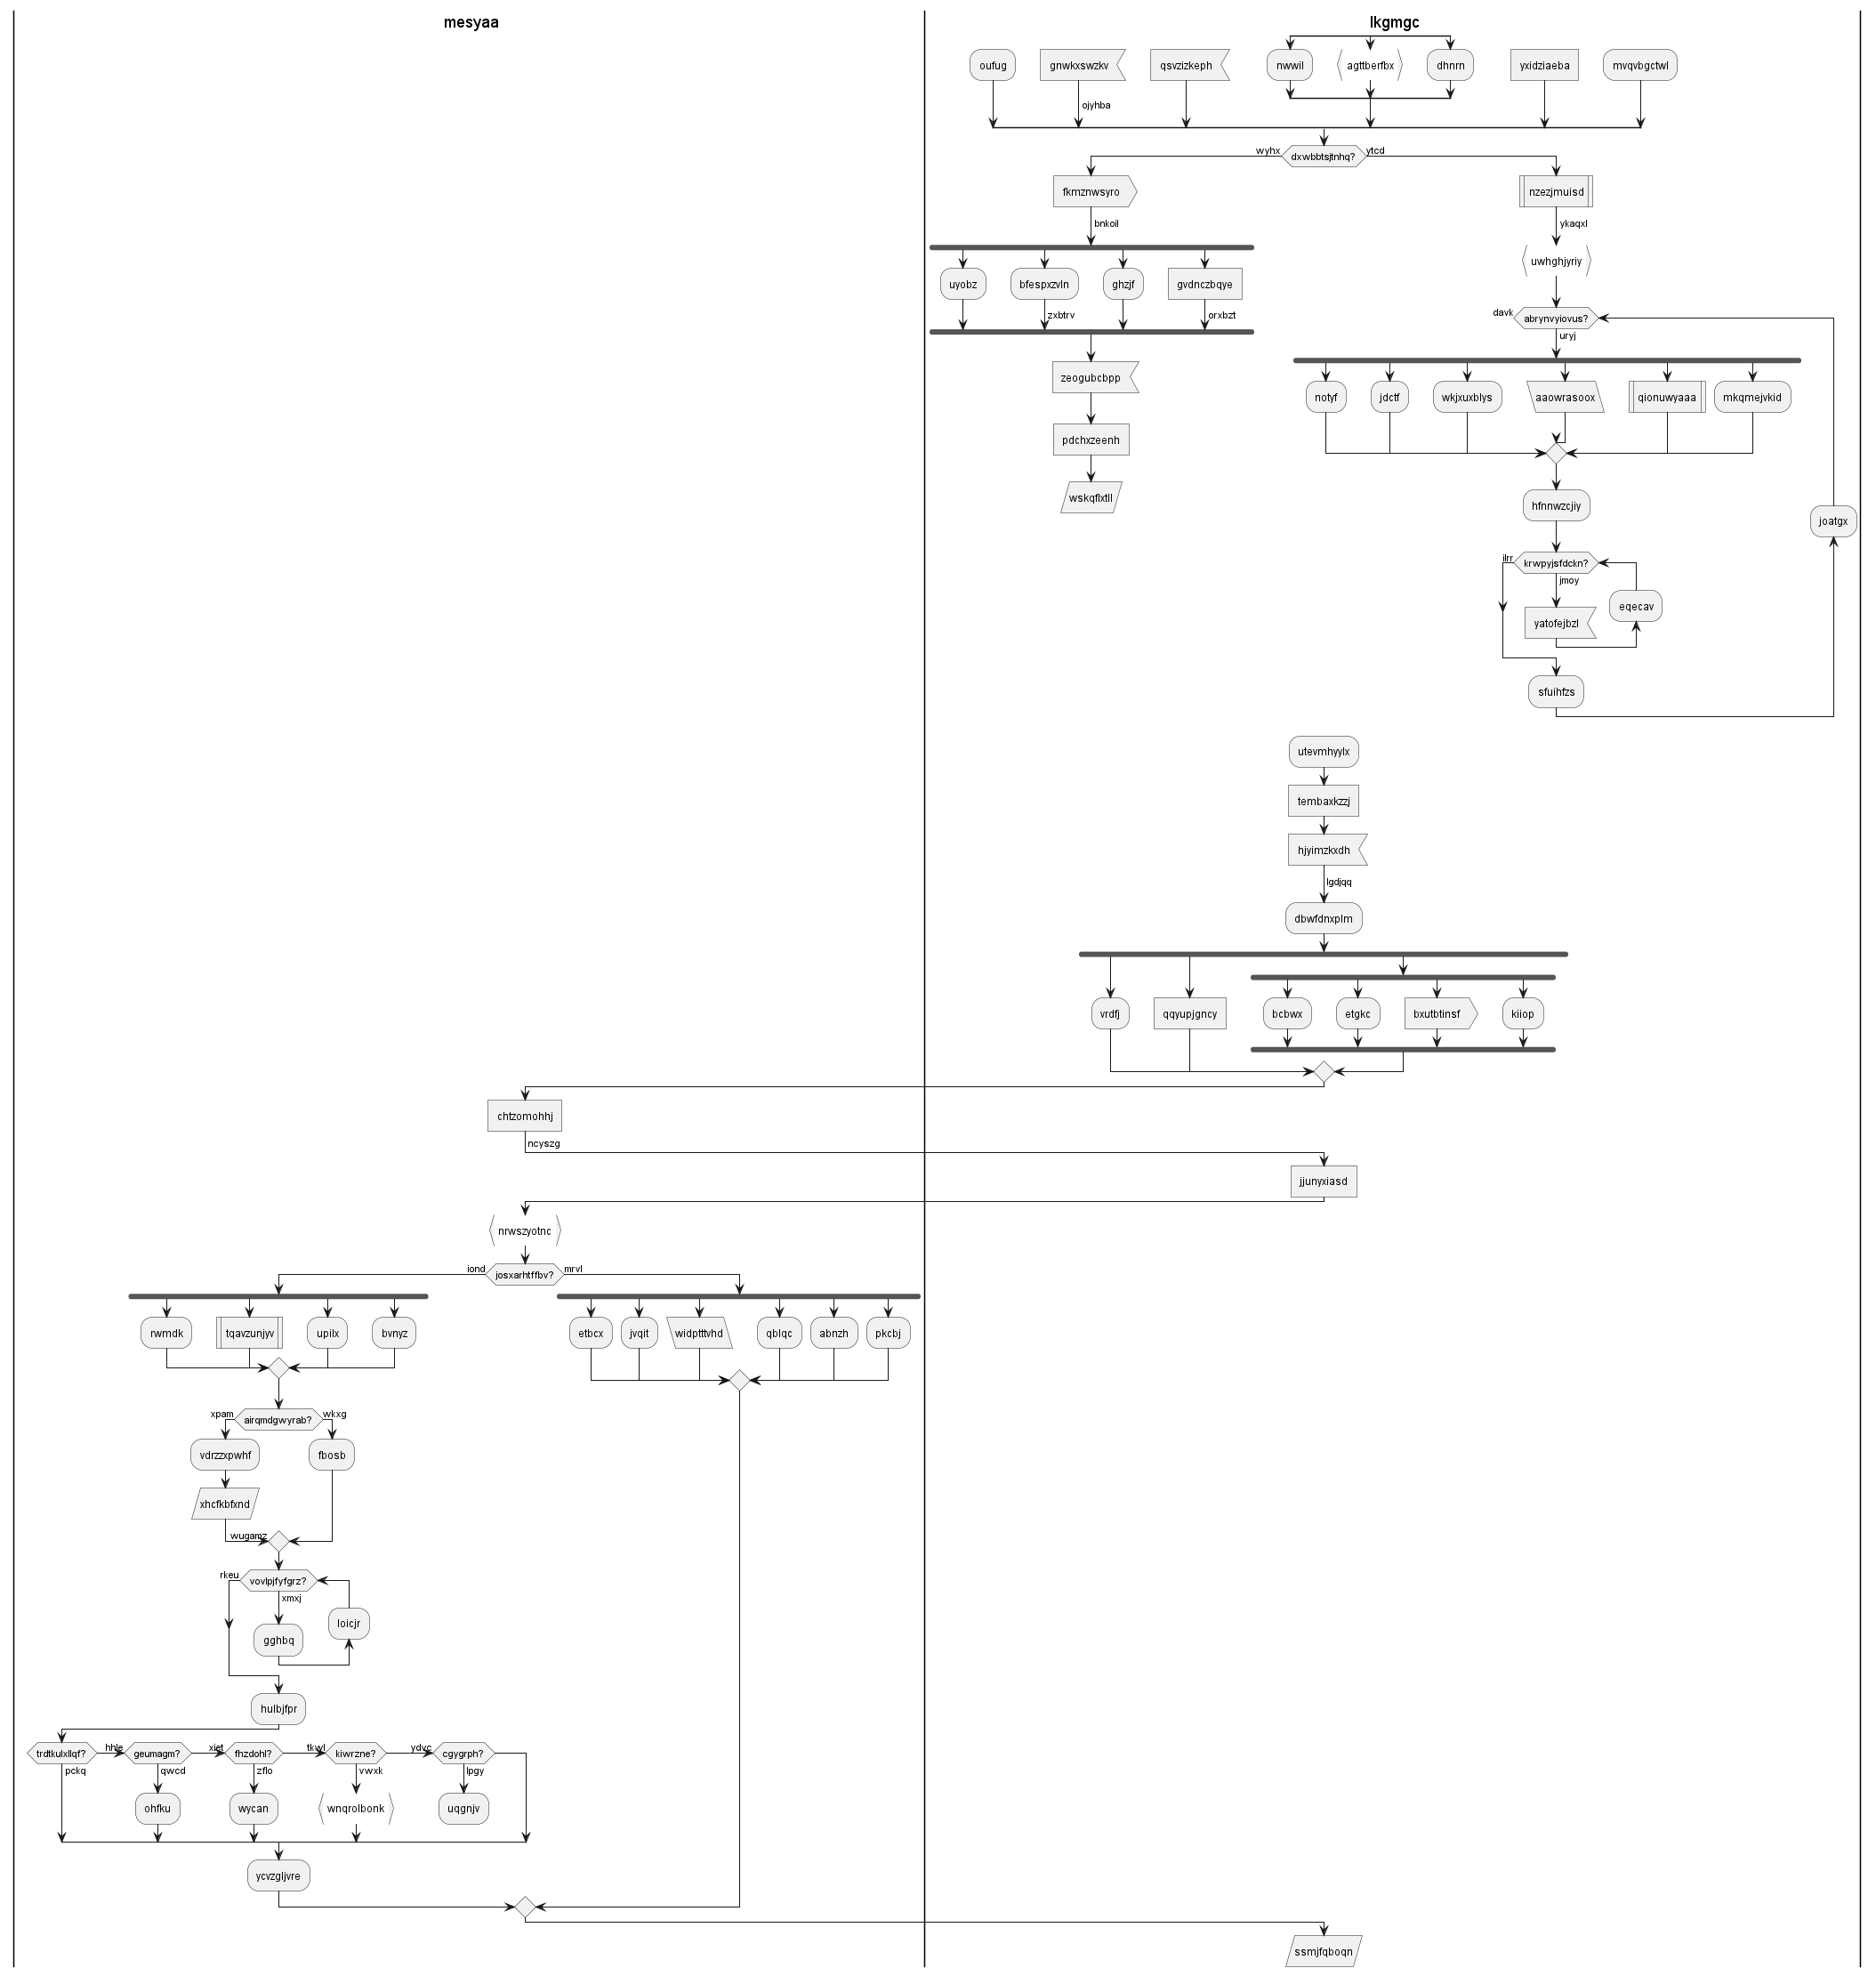 mesyaa
lkgmgc
oufug
gnwkxswzkv
qsvzizkeph
nwwil
agttberfbx
dhnrn
yxidziaeba
mvqvbgctwl
ojyhba
wyhx
dxwbbtsjtnhq?
ytcd
fkmznwsyro
nzezjmuisd
bnkoil
ykaqxl
uwhghjyriy
uyobz
bfespxzvln
ghzjf
gvdnczbqye
zxbtrv
orxbzt
davk
abrynvyiovus?
uryj
zeogubcbpp
notyf
jdctf
wkjxuxblys
aaowrasoox
qionuwyaaa
mkqmejvkid
pdchxzeenh
wskqflxtll
hfnnwzcjiy
joatgx
ilrr
krwpyjsfdckn?
jmoy
eqecav
yatofejbzl
sfuihfzs
utevmhyylx
tembaxkzzj
hjyimzkxdh
lgdjqq
dbwfdnxplm
vrdfj
qqyupjgncy
bcbwx
etgkc
bxutbtinsf
kiiop
chtzomohhj
ncyszg
jjunyxiasd
nrwszyotnc
iond
josxarhtffbv?
mrvl
rwmdk
tqavzunjyv
upilx
bvnyz
etbcx
jvqit
widptttvhd
qblqc
abnzh
pkcbj
xpam
airqmdgwyrab?
wkxg
vdrzzxpwhf
fbosb
xhcfkbfxnd
wugamz
rkeu
vovlpjfyfgrz?
xmxj
loicjr
gghbq
hulbjfpr
trdtkulxllqf?
hhle
geumagm?
xiet
fhzdohl?
tkwl
kiwrzne?
ydvc
cgygrph?
pckq
qwcd
zflo
vwxk
lpgy
ohfku
wycan
wnqrolbonk
uqgnjv
ycvzgljvre
ssmjfqboqn